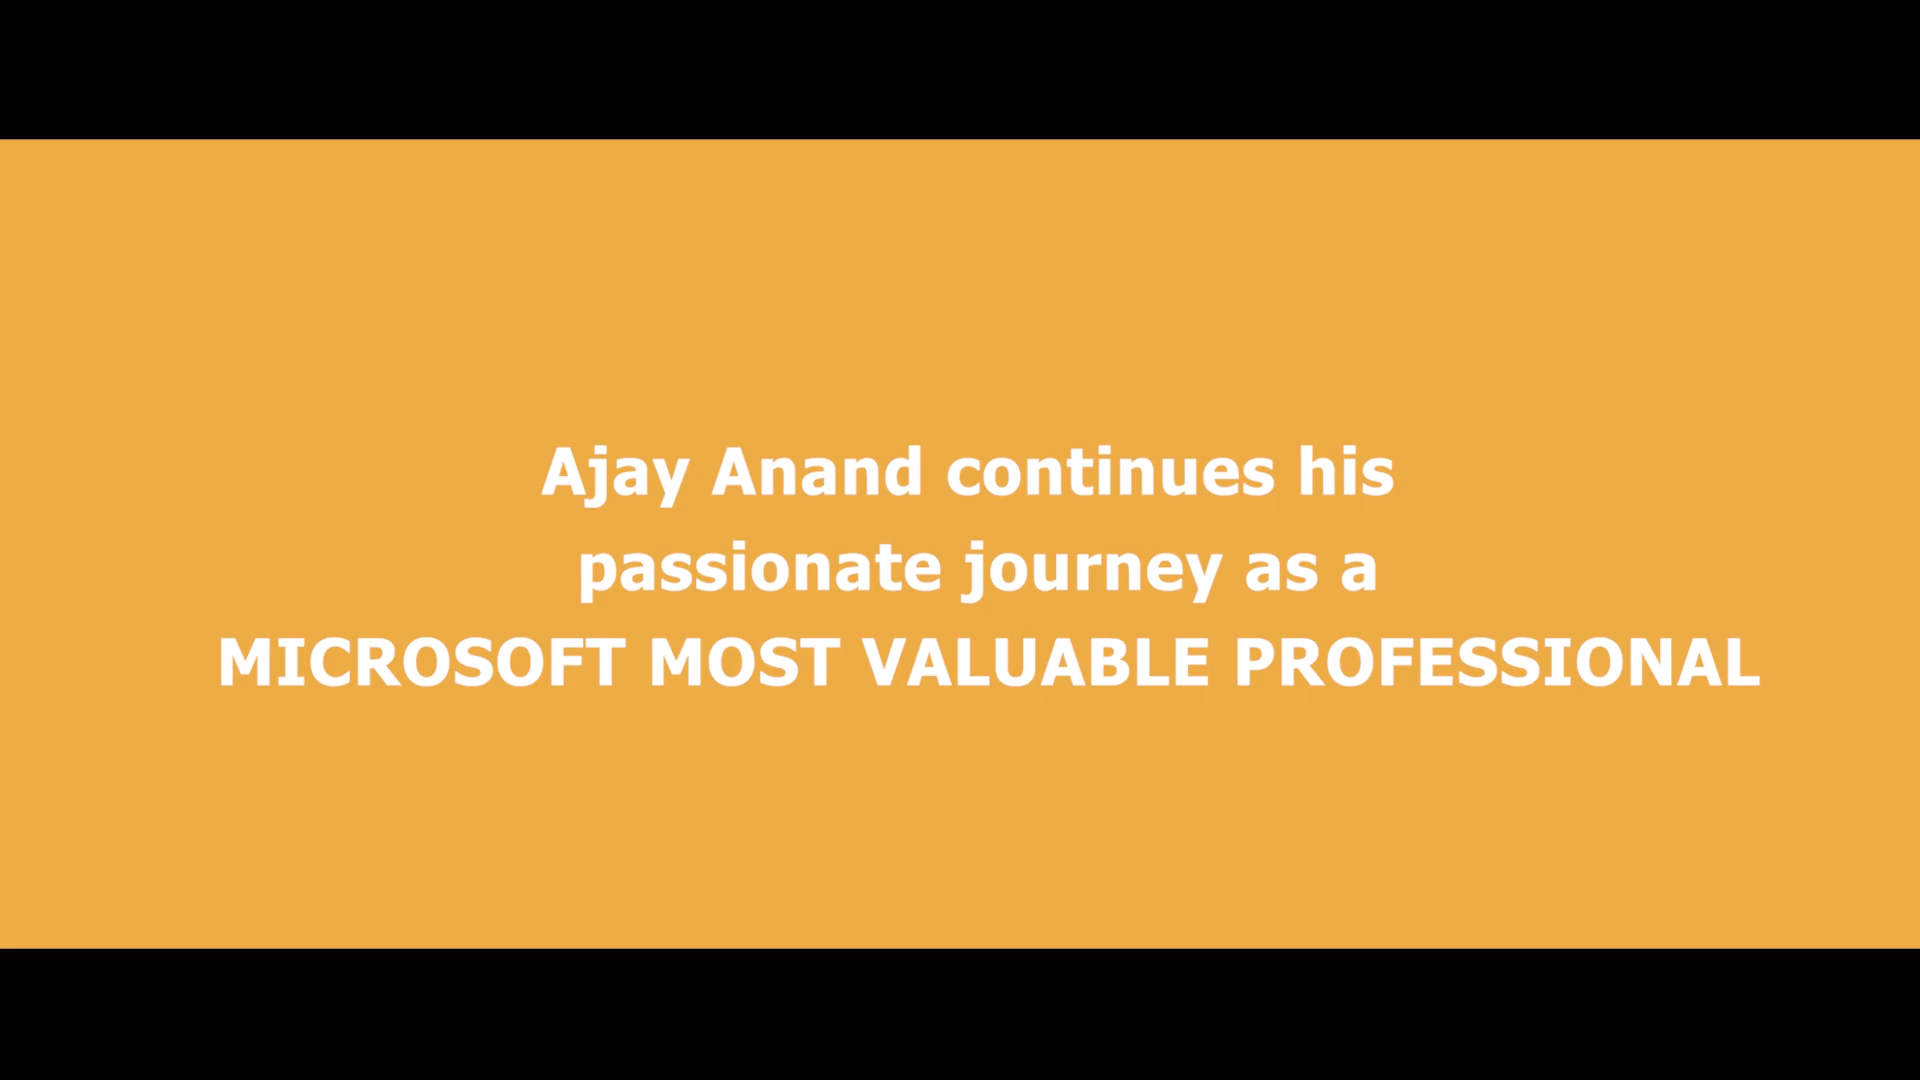 Ajay Anand continues his
passionate journey as a
MICROSOFT MOST VALUABLE PROFESSIONAL